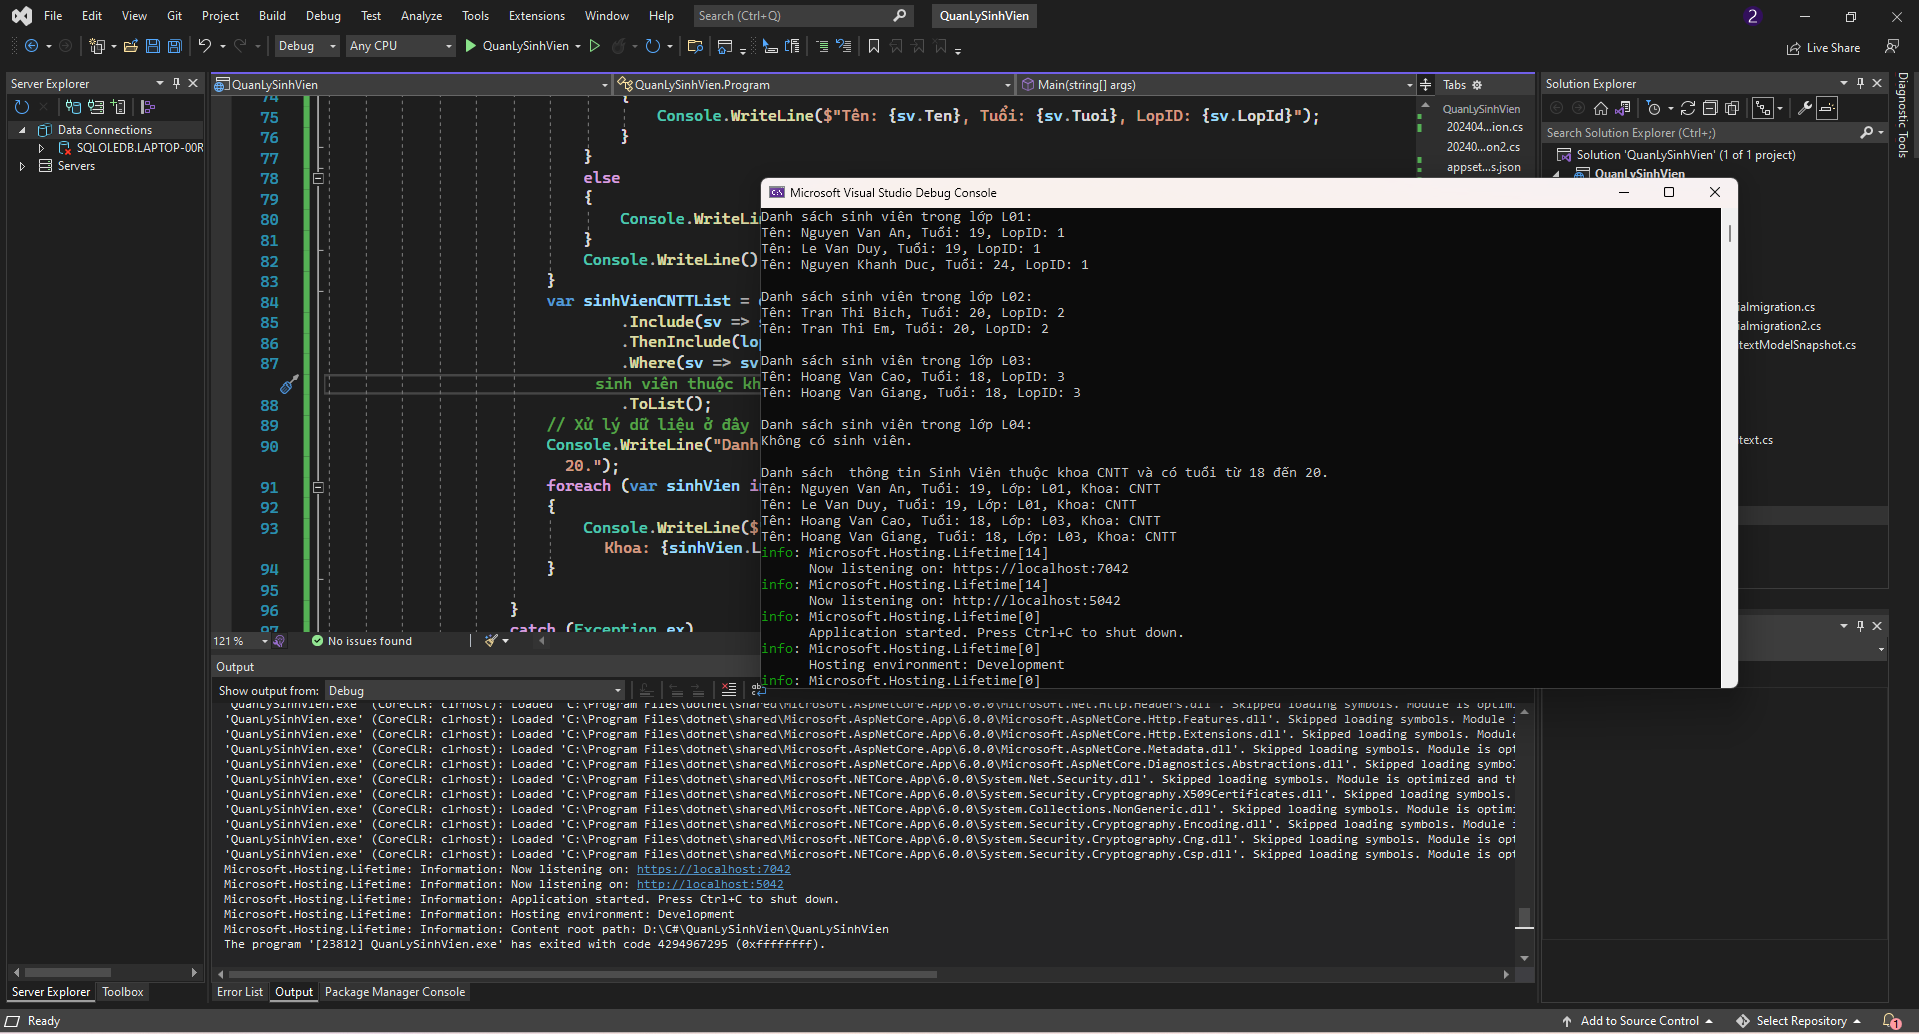 File Edit View Git Project Build Debug Test Analyze Tools Extensions Window Help Search (Ctrl+Q) QuanLySinhVien 2
Debug Any CPU QuanLySinhVien Live Share
Server Explorer
Data Connections
SQLOLEDB.LAPTOP-00R
Servers
QuanLySinhVien QuanLySinhVien.Program Main(string[] args)
74 {
75 Console.WriteLine($"Tên: {sv.Ten}, Tuổi: {sv.Tuoi}, LopID: {sv.LopId}");
76 }
77 }
78 else
79 {
80 Console.WriteLi
81 }
82 Console.WriteLine()
83 }
84 var sinhVienCNTTList =
85 .Include(sv =>
86 .ThenInclude(lo
87 .Where(sv => sv
sinh viên thuộc kh
88 .ToList();
89 // Xử lý dữ liệu ở đây
90 Console.WriteLine("Danh
20.");
91 foreach (var sinhVien i
92 {
93 Console.WriteLine($
Khoa: {sinhVien.L
94 }
95
96 }
97 catch (Exception ex)
121 % No issues found
Tabs
QuanLySinhVien
202404...ion.cs
20240...on2.cs
appset...s.json
Solution Explorer
Search Solution Explorer (Ctrl+;)
Solution 'QuanLySinhVien' (1 of 1 project)
QuanLySinhVien
ialmigration.cs
ialmigration2.cs
textModelSnapshot.cs
text.cs
Diagnostic Tools
Microsoft Visual Studio Debug Console
Danh sách sinh viên trong lớp L01:
Tên: Nguyen Van An, Tuổi: 19, LopID: 1
Tên: Le Van Duy, Tuổi: 19, LopID: 1
Tên: Nguyen Khanh Duc, Tuổi: 24, LopID: 1
Danh sách sinh viên trong lớp L02:
Tên: Tran Thi Bich, Tuổi: 20, LopID: 2
Tên: Tran Thi Em, Tuổi: 20, LopID: 2
Danh sách sinh viên trong lớp L03:
Tên: Hoang Van Cao, Tuổi: 18, LopID: 3
Tên: Hoang Van Giang, Tuổi: 18, LopID: 3
Danh sách sinh viên trong lớp L04:
Không có sinh viên.
Danh sách  thông tin Sinh Viên thuộc khoa CNTT và có tuổi từ 18 đến 20.
Tên: Nguyen Van An, Tuổi: 19, Lớp: L01, Khoa: CNTT
Tên: Le Van Duy, Tuổi: 19, Lớp: L01, Khoa: CNTT
Tên: Hoang Van Cao, Tuổi: 18, Lớp: L03, Khoa: CNTT
Tên: Hoang Van Giang, Tuổi: 18, Lớp: L03, Khoa: CNTT
info: Microsoft.Hosting.Lifetime[14]
Now listening on: https://localhost:7042
info: Microsoft.Hosting.Lifetime[14]
Now listening on: http://localhost:5042
info: Microsoft.Hosting.Lifetime[0]
Application started. Press Ctrl+C to shut down.
info: Microsoft.Hosting.Lifetime[0]
Hosting environment: Development
info: Microsoft.Hosting.Lifetime[0]
Output
Show output from: Debug
'QuanLySinhVien.exe' (CoreCLR: clrhost): Loaded 'C:\Program Files\dotnet\shared\Microsoft.AspNetCore.App\6.0.0\Microsoft.Net.Http.Headers.dll'. Skipped loading symbols. Module is optimi
'QuanLySinhVien.exe' (CoreCLR: clrhost): Loaded 'C:\Program Files\dotnet\shared\Microsoft.AspNetCore.App\6.0.0\Microsoft.AspNetCore.Http.Features.dll'. Skipped loading symbols. Module i
'QuanLySinhVien.exe' (CoreCLR: clrhost): Loaded 'C:\Program Files\dotnet\shared\Microsoft.AspNetCore.App\6.0.0\Microsoft.AspNetCore.Http.Extensions.dll'. Skipped loading symbols. Module
'QuanLySinhVien.exe' (CoreCLR: clrhost): Loaded 'C:\Program Files\dotnet\shared\Microsoft.AspNetCore.App\6.0.0\Microsoft.AspNetCore.Metadata.dll'. Skipped loading symbols. Module is opt
'QuanLySinhVien.exe' (CoreCLR: clrhost): Loaded 'C:\Program Files\dotnet\shared\Microsoft.AspNetCore.App\6.0.0\Microsoft.AspNetCore.Diagnostics.Abstractions.dll'. Skipped loading symbo
'QuanLySinhVien.exe' (CoreCLR: clrhost): Loaded 'C:\Program Files\dotnet\shared\Microsoft.NETCore.App\6.0.0\System.Net.Security.dll'. Skipped loading symbols. Module is optimized and th
'QuanLySinhVien.exe' (CoreCLR: clrhost): Loaded 'C:\Program Files\dotnet\shared\Microsoft.NETCore.App\6.0.0\System.Security.Cryptography.X509Certificates.dll'. Skipped loading symbols.
'QuanLySinhVien.exe' (CoreCLR: clrhost): Loaded 'C:\Program Files\dotnet\shared\Microsoft.NETCore.App\6.0.0\System.Collections.NonGeneric.dll'. Skipped loading symbols. Module is optimi
'QuanLySinhVien.exe' (CoreCLR: clrhost): Loaded 'C:\Program Files\dotnet\shared\Microsoft.NETCore.App\6.0.0\System.Security.Cryptography.Encoding.dll'. Skipped loading symbols. Module i
'QuanLySinhVien.exe' (CoreCLR: clrhost): Loaded 'C:\Program Files\dotnet\shared\Microsoft.NETCore.App\6.0.0\System.Security.Cryptography.Cng.dll'. Skipped loading symbols. Module is opt
'QuanLySinhVien.exe' (CoreCLR: clrhost): Loaded 'C:\Program Files\dotnet\shared\Microsoft.NETCore.App\6.0.0\System.Security.Cryptography.Csp.dll'. Skipped loading symbols. Module is opt
Microsoft.Hosting.Lifetime: Information: Now listening on: https://localhost:7042
Microsoft.Hosting.Lifetime: Information: Now listening on: http://localhost:5042
Microsoft.Hosting.Lifetime: Information: Application started. Press Ctrl+C to shut down.
Microsoft.Hosting.Lifetime: Information: Hosting environment: Development
Microsoft.Hosting.Lifetime: Information: Content root path: D:\C#\QuanLySinhVien\QuanLySinhVien
The program '[23812] QuanLySinhVien.exe' has exited with code 4294967295 (0xffffffff).
Server Explorer Toolbox Error List Output Package Manager Console
Ready Add to Source Control Select Repository 1